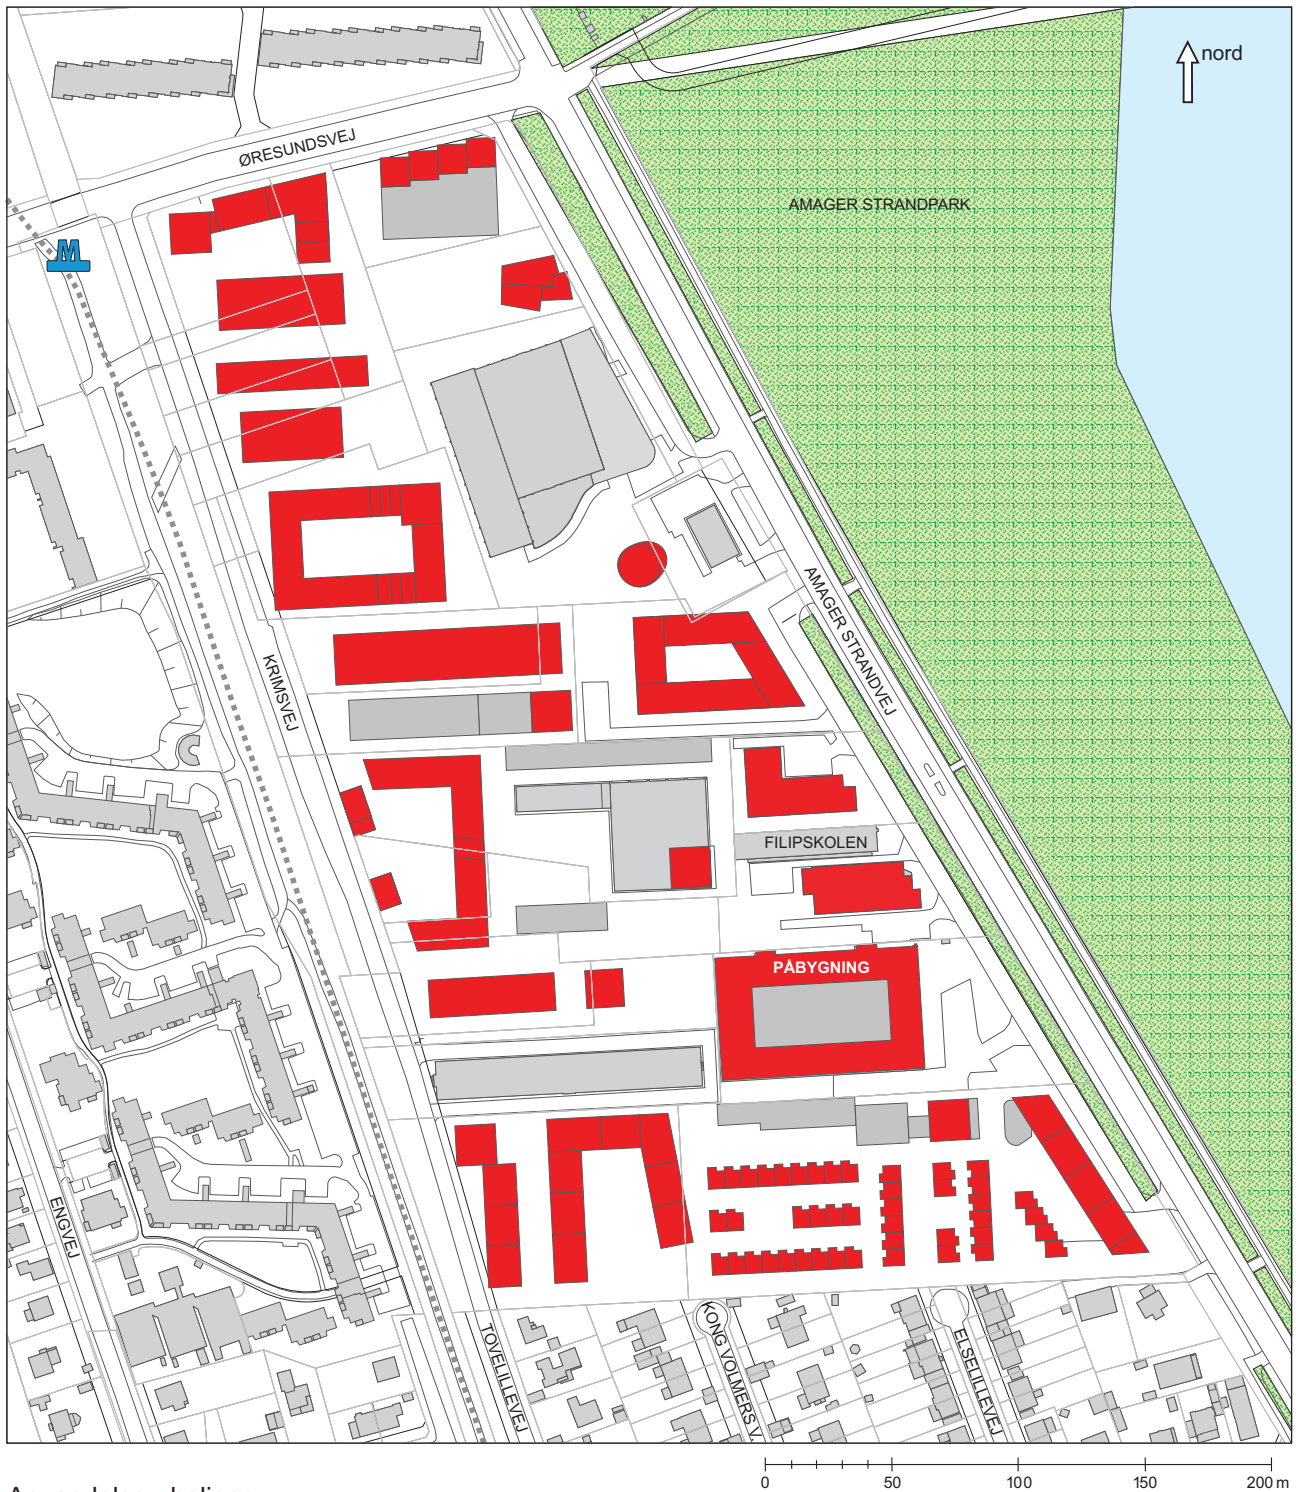 nord
ØRESUNDSVEJ
AMAGER STRANDPARK
M
AMAGER STRANDVEJ
KRIMSVEJ
FILIPSKOLEN
PÅBYGNING
ENGVEJ
TOVELILLEVEJ
KONG VOLMERS V.
ELSELILLEVEJ
0 50 100 150 200 m